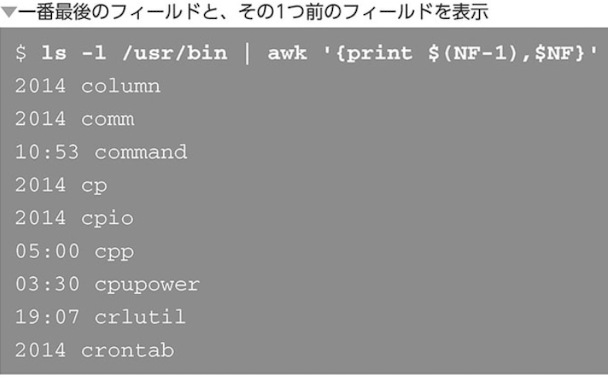 ▼一番最後のフィールドと、その1つ前のフィールドを表示
$ ls -l /usr/bin | awk '{print $(NF-1),$NF}'
2014 column
2014 comm
10:53 command
2014 cp
2014 cpio
05:00 cpp
03:30 cpupower
19:07 crlutil
2014 crontab